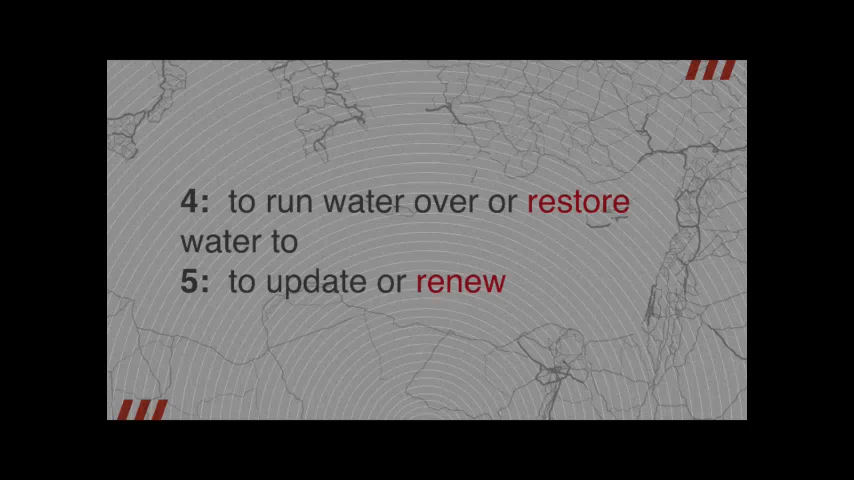 4: to run water over or restore
water to
5: to update or renew